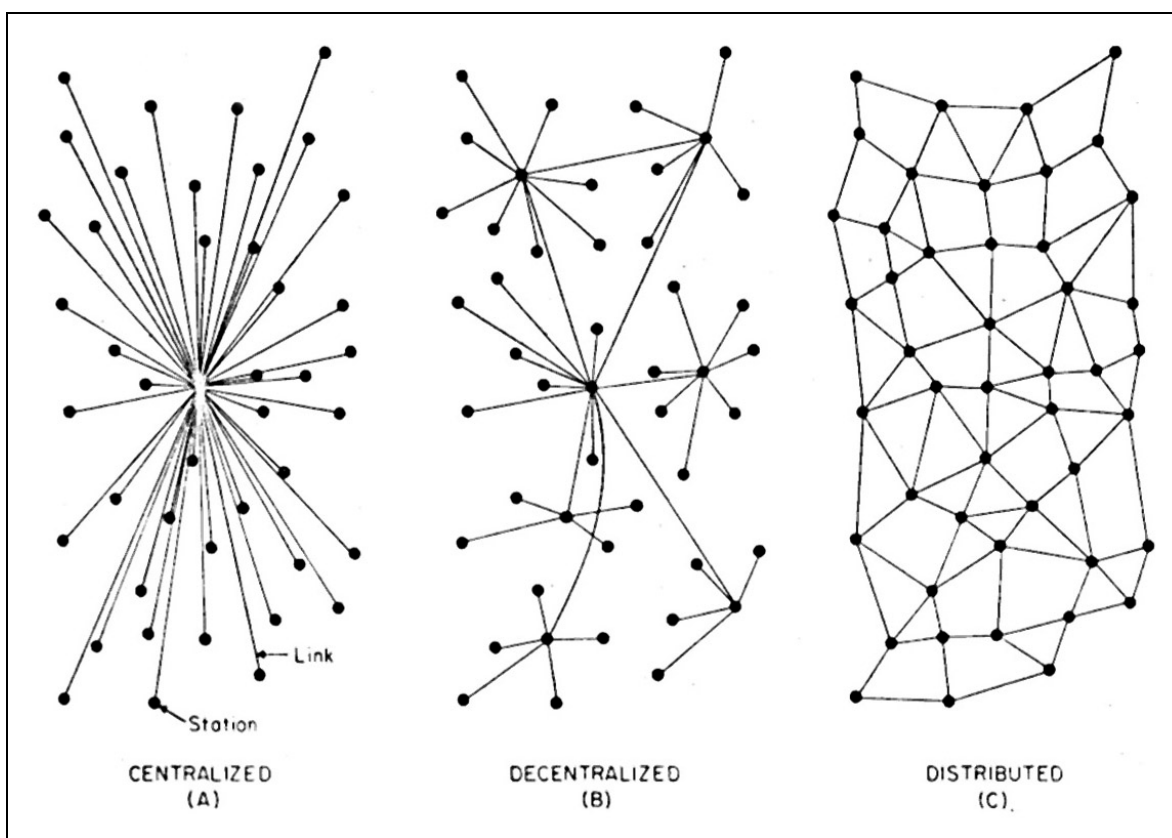 Link
Station
CENTRALIZED
(A)
DECENTRALIZED
(B)
DISTRIBUTED
(C).